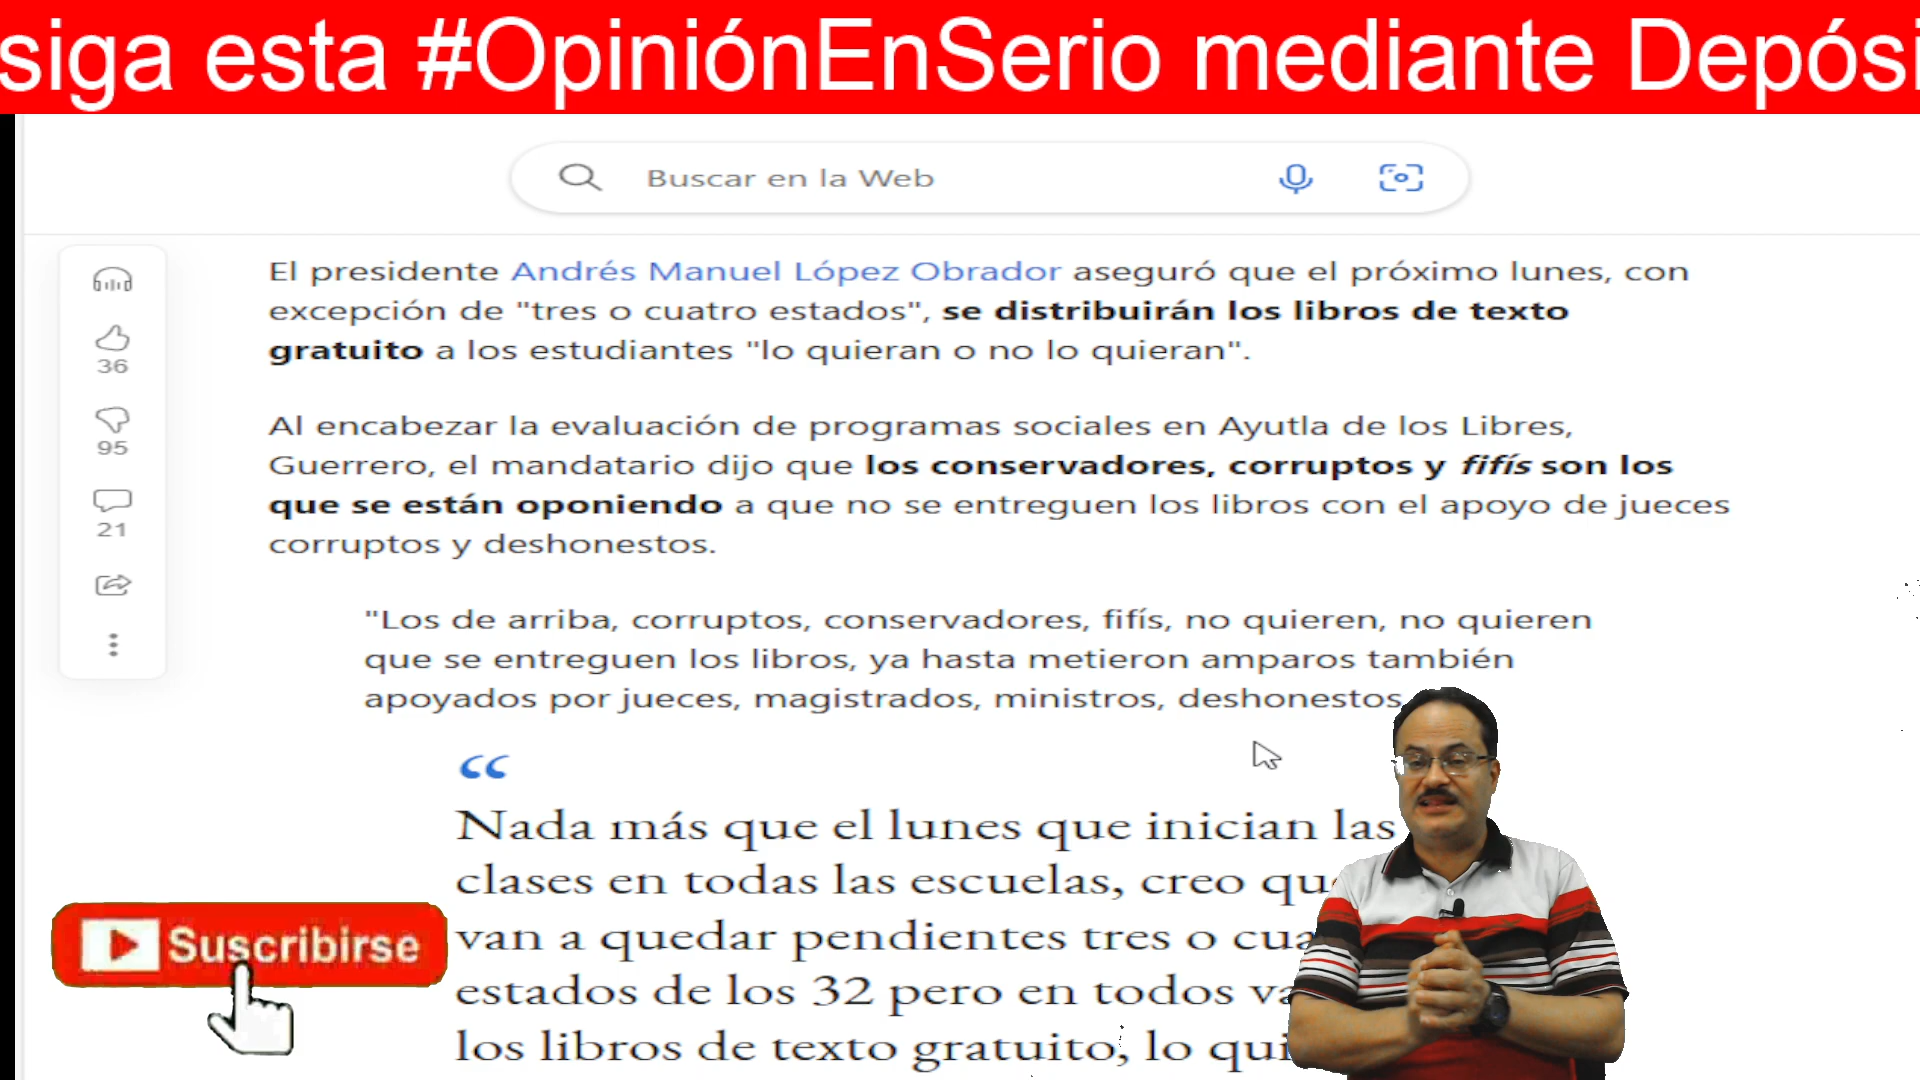 siga esta #OpiniónEnSerio mediante Depósi
Buscar en la Web
El presidente Andrés Manuel López Obrador aseguró que el próximo lunes, con
excepción de "tres o cuatro estados", se distribuirán los libros de texto
gratuito a los estudiantes "lo quieran o no lo quieran".
36
95
21
Al encabezar la evaluación de programas sociales en Ayutla de los Libres,
Guerrero, el mandatario dijo que los conservadores, corruptos y fifís son los
que se están oponiendo a que no se entreguen los libros con el apoyo de jueces
corruptos y deshonestos.
"Los de arriba, corruptos, conservadores, fifís, no quieren, no quieren
que se entreguen los libros, ya hasta metieron amparos también
apoyados por jueces, magistrados, ministros, deshonestos
“
Nada más que el lunes que inician las
clases en todas las escuelas, creo que
van a quedar pendientes tres o cua
estados de los 32 pero en todos va
los libros de texto gratuito, lo qui
Suscribirse